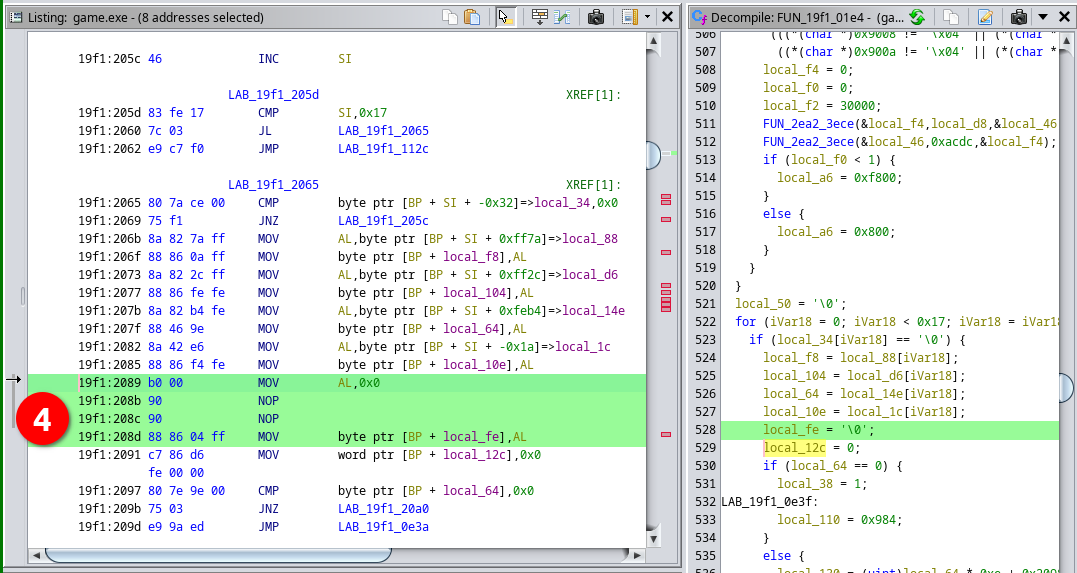 Listing: game.exe - (8 addresses selected)
19f1:205c 46 INC SI
LAB_19f1_205d XREF[1]:
19f1:205d 83 fe 17 CMP SI,0x17
19f1:2060 7c 03 JL LAB_19f1_2065
19f1:2062 e9 c7 f0 JMP LAB_19f1_112c
LAB_19f1_2065 XREF[1]:
19f1:2065 80 7a ce 00 CMP byte ptr [BP + SI + -0x32]=>local_34,0x0
19f1:2069 75 f1 JNZ LAB_19f1_205c
19f1:206b 8a 82 7a ff MOV AL,byte ptr [BP + SI + 0xff7a]=>local_88
19f1:206f 88 86 0a ff MOV byte ptr [BP + local_f8],AL
19f1:2073 8a 82 2c ff MOV AL,byte ptr [BP + SI + 0xff2c]=>local_d6
19f1:2077 88 86 fe fe MOV byte ptr [BP + local_104],AL
19f1:207b 8a 82 b4 fe MOV AL,byte ptr [BP + SI + 0xfeb4]=>local_14e
19f1:207f 88 46 9e MOV byte ptr [BP + local_64],AL
19f1:2082 8a 42 e6 MOV AL,byte ptr [BP + SI + -0x1a]=>local_1c
19f1:2085 88 86 f4 fe MOV byte ptr [BP + local_10e],AL
19f1:2089 b0 00 MOV AL,0x0
19f1:208b 90 NOP
19f1:208c 90 NOP
4
19f1:208d 88 86 04 ff MOV byte ptr [BP + local_fe],AL
19f1:2091 c7 86 d6 MOV word ptr [BP + local_12c],0x0
fe 00 00
19f1:2097 80 7e 9e 00 CMP byte ptr [BP + local_64],0x0
19f1:209b 75 03 JNZ LAB_19f1_20a0
19f1:209d e9 9a ed JMP LAB_19f1_0e3a
Decompile: FUN_19f1_01e4 - (ga...
506 (((*(char *)0x9008 != '\x04' || (*(char *
507 ((*(char *)0x900a != '\x04' || (*(char *
508 local_f4 = 0;
509 local_f0 = 0;
510 local_f2 = 30000;
511 FUN_2ea2_3ece(&local_f4,local_d8,&local_46
512 FUN_2ea2_3ece(&local_46,0xacdc,&local_f4);
513 if (local_f0 < 1) {
514 local_a6 = 0xf800;
515 }
516 else {
517 local_a6 = 0x800;
518 }
519 }
520 }
521 local_50 = '\0';
522 for (iVar18 = 0; iVar18 < 0x17; iVar18 = iVar1
523 if (local_34[iVar18] == '\0') {
524 local_f8 = local_88[iVar18];
525 local_104 = local_d6[iVar18];
526 local_64 = local_14e[iVar18];
527 local_10e = local_1c[iVar18];
528 local_fe = '\0';
529 local_12c = 0;
530 if (local_64 == 0) {
531 local_38 = 1;
532 LAB_19f1_0e3f:
533 local_110 = 0x984;
534 }
535 else {